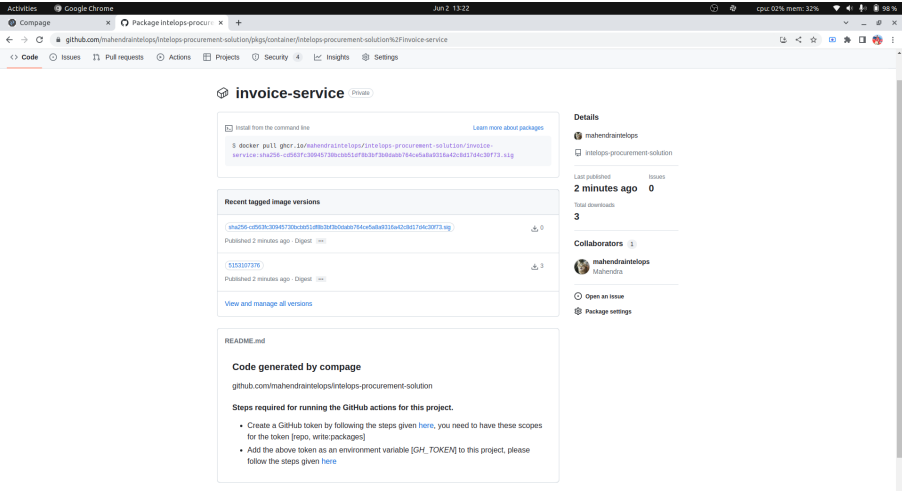 Activities
Google Chrome
Jun 2 13:22
cpu: 02% mem: 32%
98 %
Compage
Package intelops-procure
github.com/mahendraintelops/intelops-procurement-solution/pkgs/container/intelops-procurement-solution%2Finvoice-service
Code
Issues
Pull requests
Actions
Projects
Security 4
Insights
Settings
invoice-service Private
Install from the command line
Learn more about packages
$ docker pull ghcr.io/mahendraintelops/intelops-procurement-solution/invoice-
Recent tagged image versions
0
Published 2 minutes ago · Digest
5153107376
3
Published 2 minutes ago · Digest
View and manage all versions
README.md
Code generated by compage
github.com/mahendraintelops/intelops-procurement-solution
Steps required for running the GitHub actions for this project.
• Create a GitHub token by following the steps given here, you need to have these scopes
for the token [repo, write:packages]
• Add the above token as an environment variable [GH_TOKEN] to this project, please
follow the steps given here
Details
mahendraintelops
intelops-procurement-solution
Last published
Issues
2 minutes ago
0
Total downloads
3
Collaborators 1
mahendraintelops
Mahendra
Open an issue
Package settings